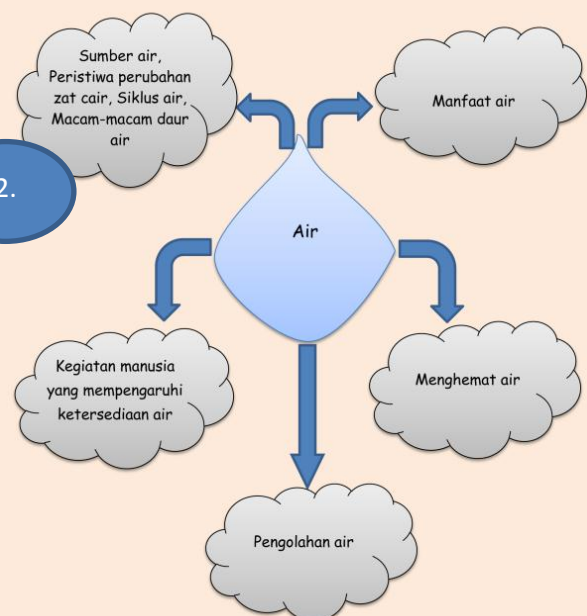 Sumber air,
Peristiwa perubahan
zat cair, Siklus air,
Macam-macam daur
air
Manfaat air
2.
Air
Kegiatan manusia
yang mempengaruhi
ketersediaan air
Menghemat air
Pengolahan air